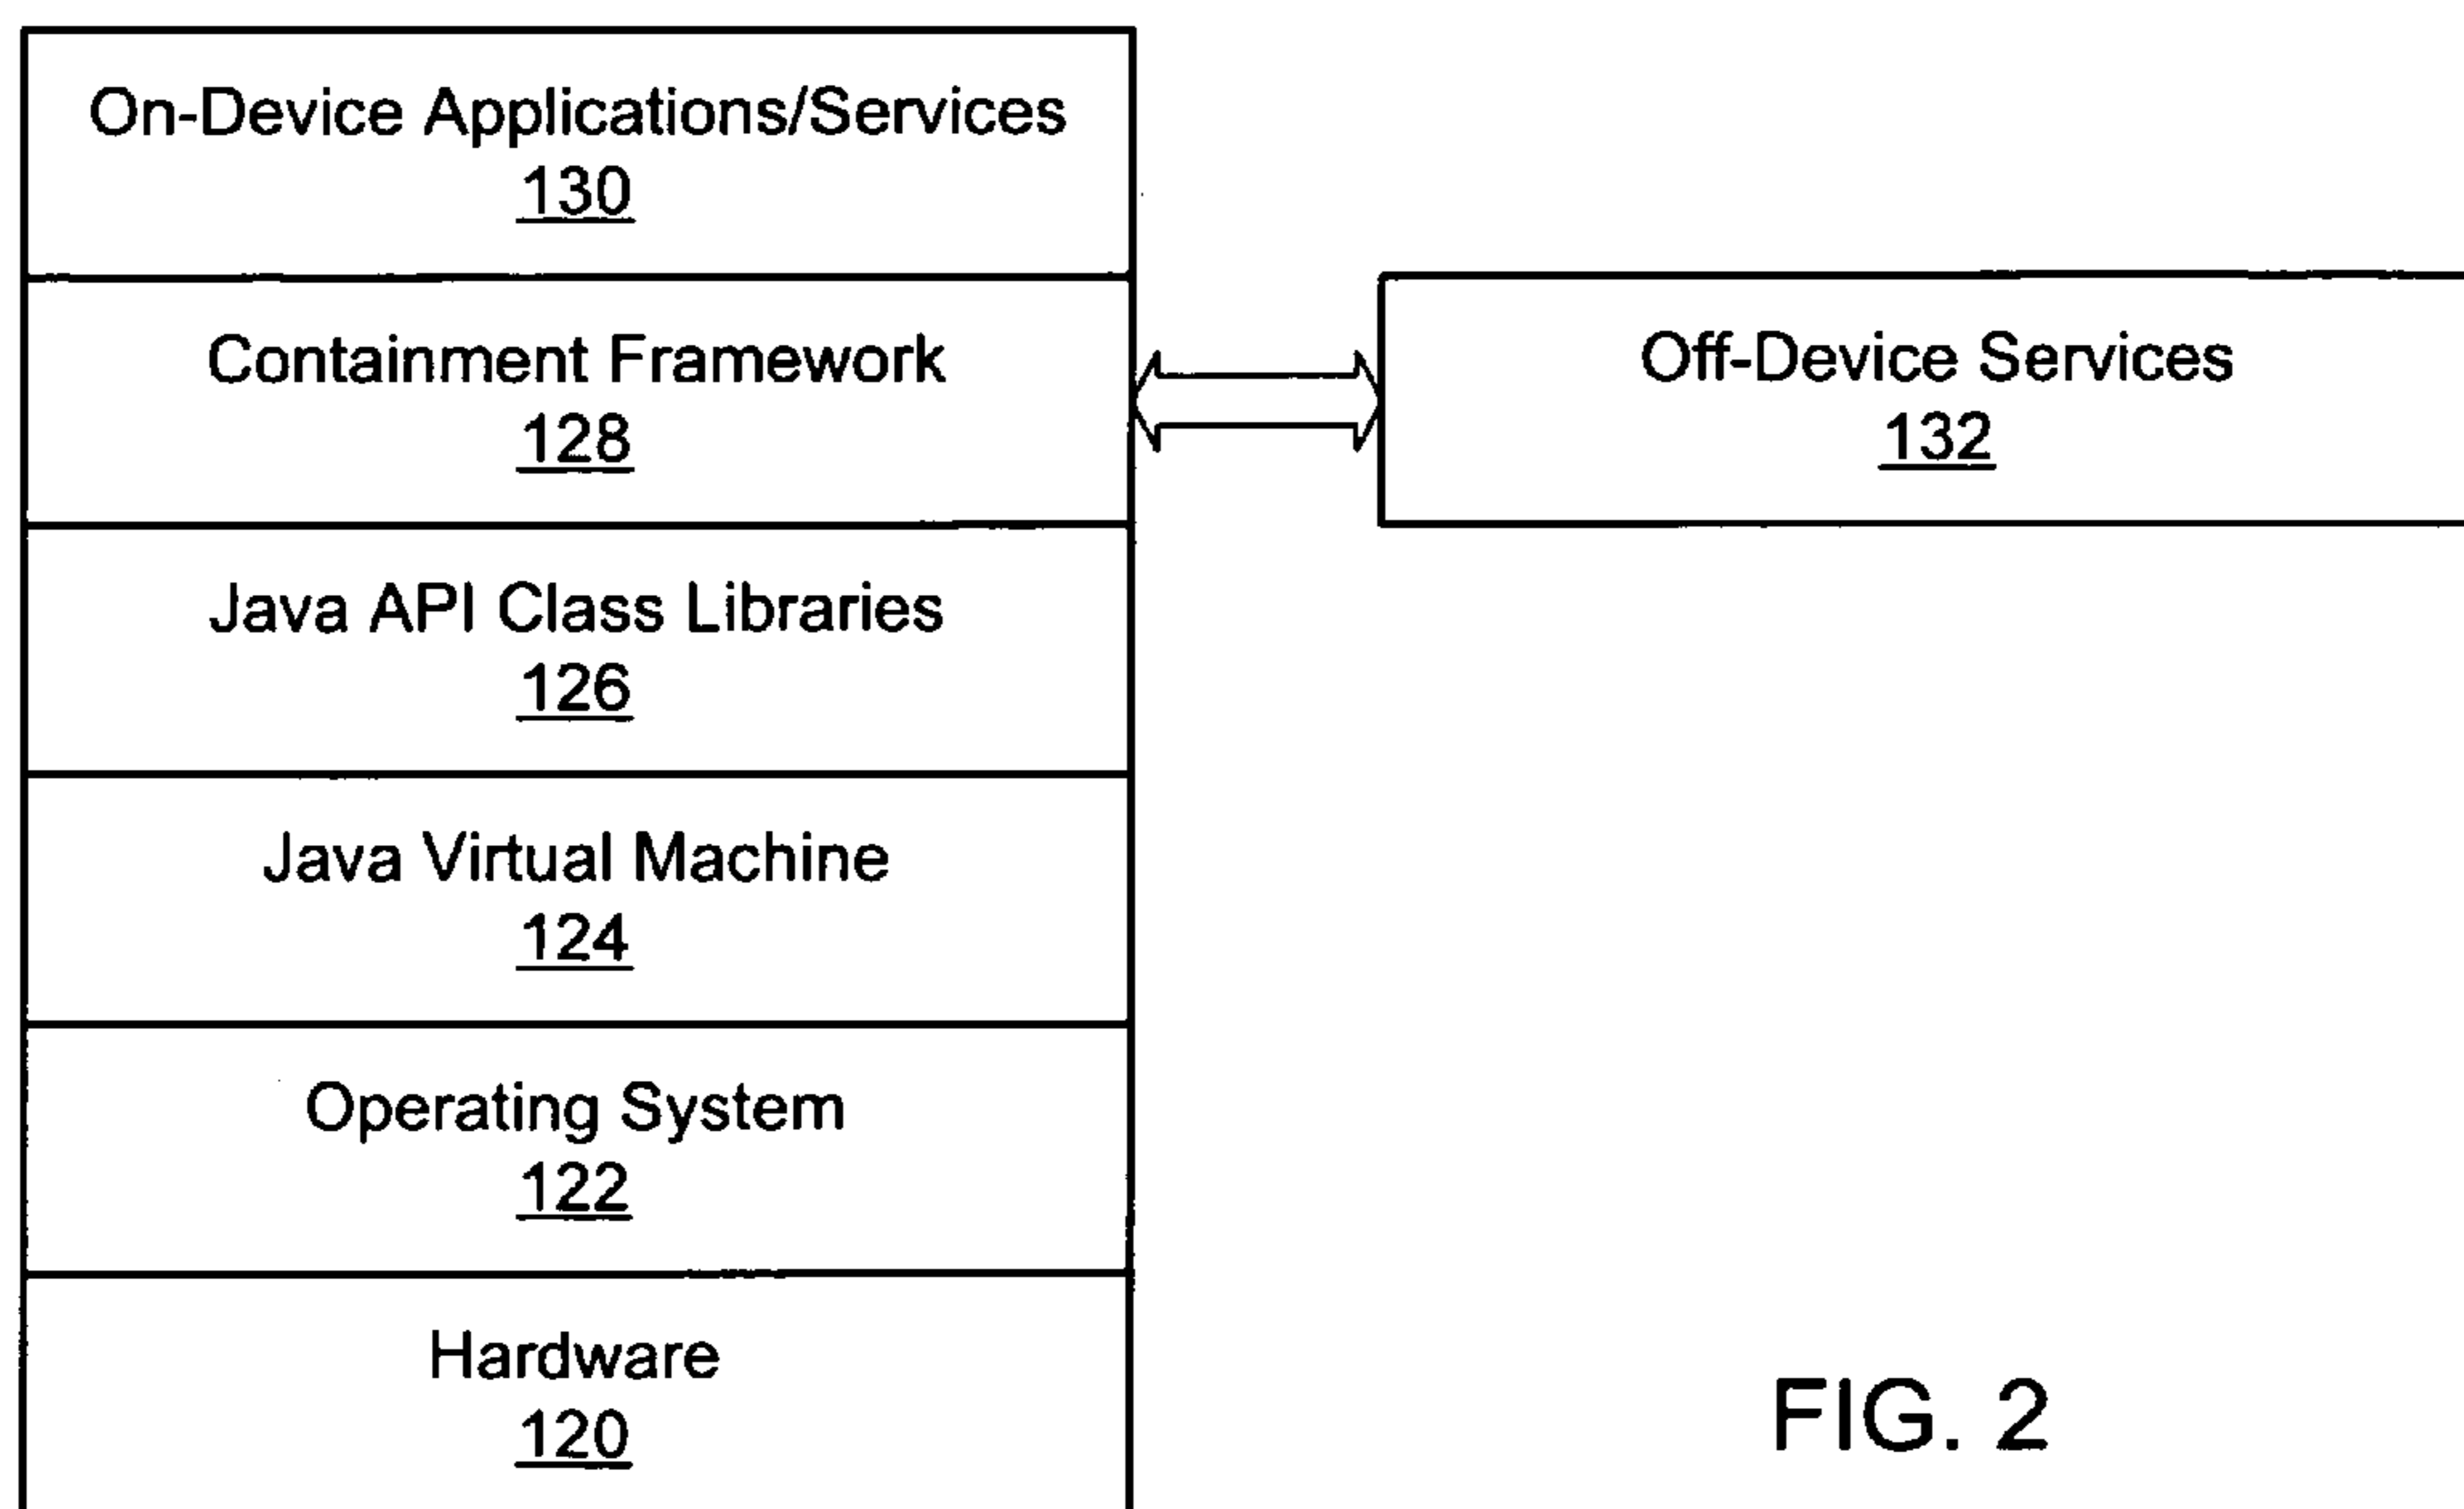 On-Device Applications/Services
130
Containment Framework
128
Off-Device Services
132
Java API Class Libraries
126
Java Virtual Machine
124
Operating System
122
Hardware
120
FIG. 2